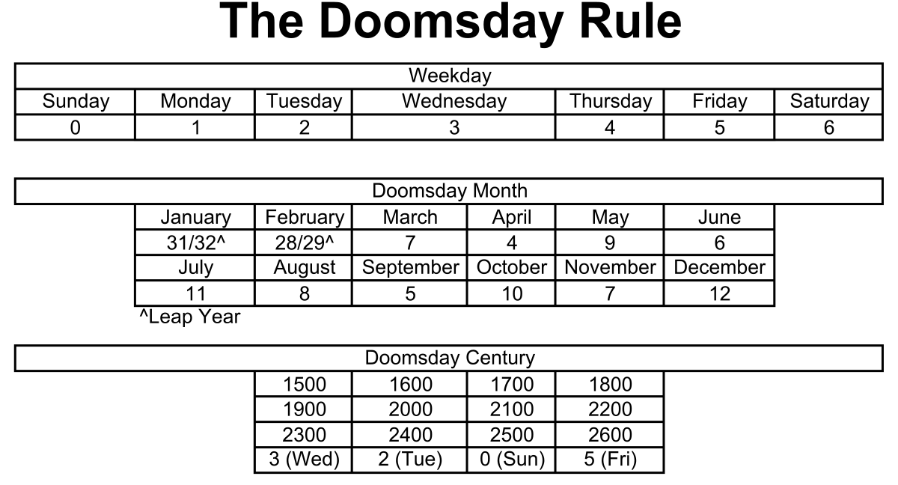 The Doomsday Rule
Weekday
Sunday Monday Tuesday Wednesday Thursday Friday Saturday
0 1 2 3 4 5 6
Doomsday Month
January February March April May June
31/32^ 28/29^ 7 4 9 6
July August September October November December
11 8 5 10 7 12
^Leap Year
Doomsday Century
1500 1600 1700 1800
1900 2000 2100 2200
2300 2400 2500 2600
3 (Wed) 2 (Tue) 0 (Sun) 5 (Fri)